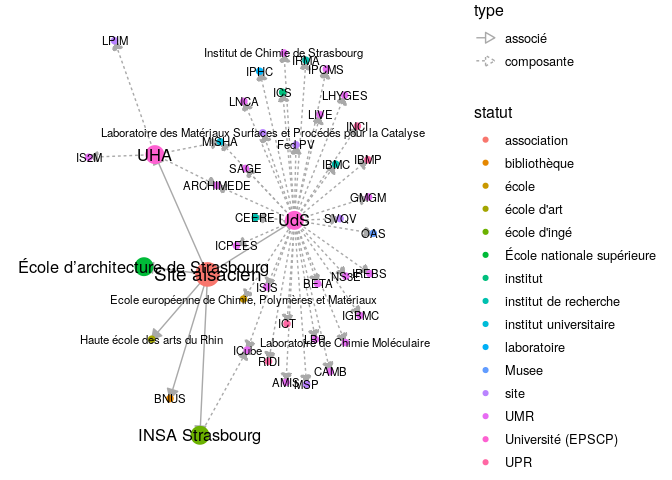 LPIM
Institut de Chimie de Strasbourg
IRMA
IPHC
IPCMS
ICS
LHYGES
LNCA
LIVE
INCI
Laboratoire des Matériaux Surfaces et Procédés pour la Catalyse
MISHA
Fed PV
IS2M
UHA
IBMP
IBMC
SAGE
ARCHIMEDE
GMGM
CEERE
UdS
SYVQV
OAS
ICPEES
École d'architecture de Strasbourg
Site alsacien
IREBS
BETA
ISIS
Ecole européenne de Chimie, Polymères et Matériaux
IGBMC
ICT
Haute école des arts du Rhin
LBP
Laboratoire de Chimie Moléculaire
ICube
RIDI
CAMB
AMIS
MSP
BNUS
INSA Strasbourg
type
associé
composante
statut
association
bibliothèque
école
école d'art
école d'ingé
École nationale supérieure
institut
institut de recherche
institut universitaire
laboratoire
Musee
site
UMR
Université (EPSCP)
UPR